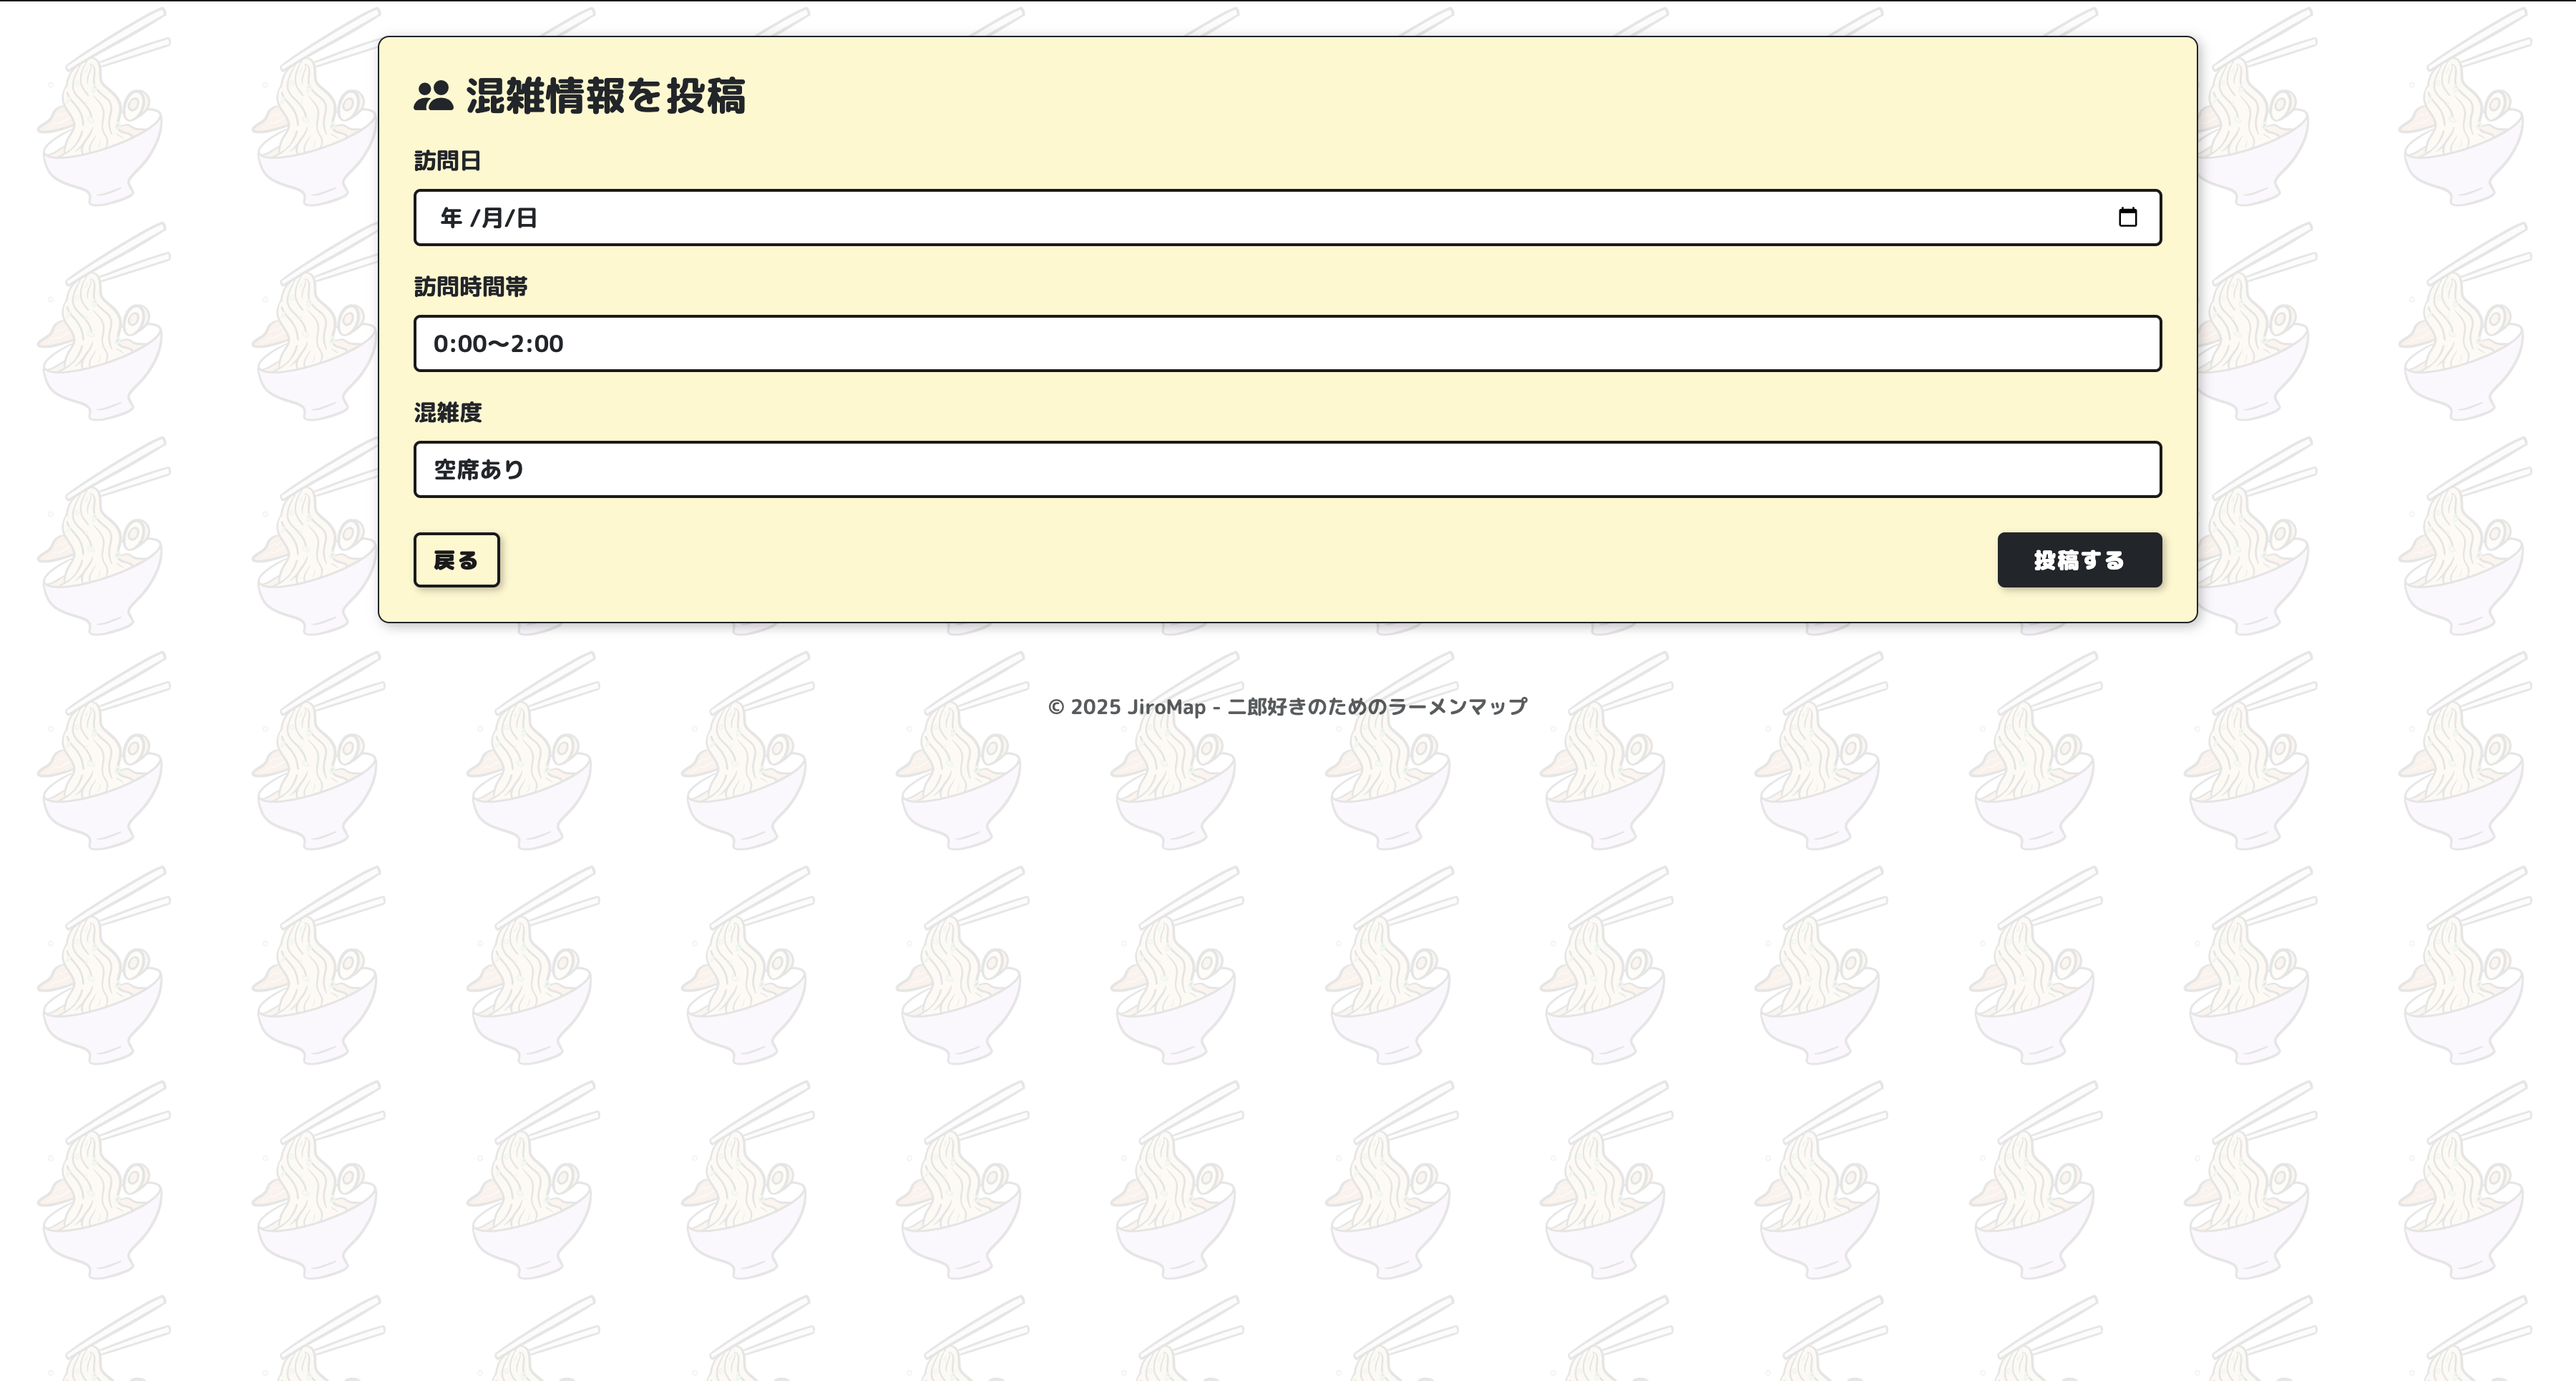 混雑情報を投稿
訪問日
年 /月/日
訪問時間帯
0:00〜2:00
混雑度
空席あり
戻る
投稿する
© 2025 JiroMap - 二郎好きのためのラーメンマップ